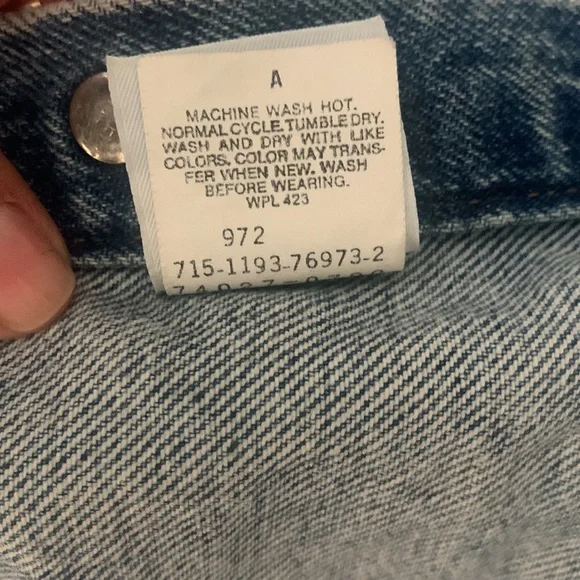 A
MACHINE WASH HOT.
NORMAL CYCLE. TUMBLE DRY.
WASH AND DRY WITH LIKE
COLORS. COLOR MAY TRANS-
FER WHEN NEW. WASH
BEFORE WEARING.
WPL 423
972
715-1193-76973-2